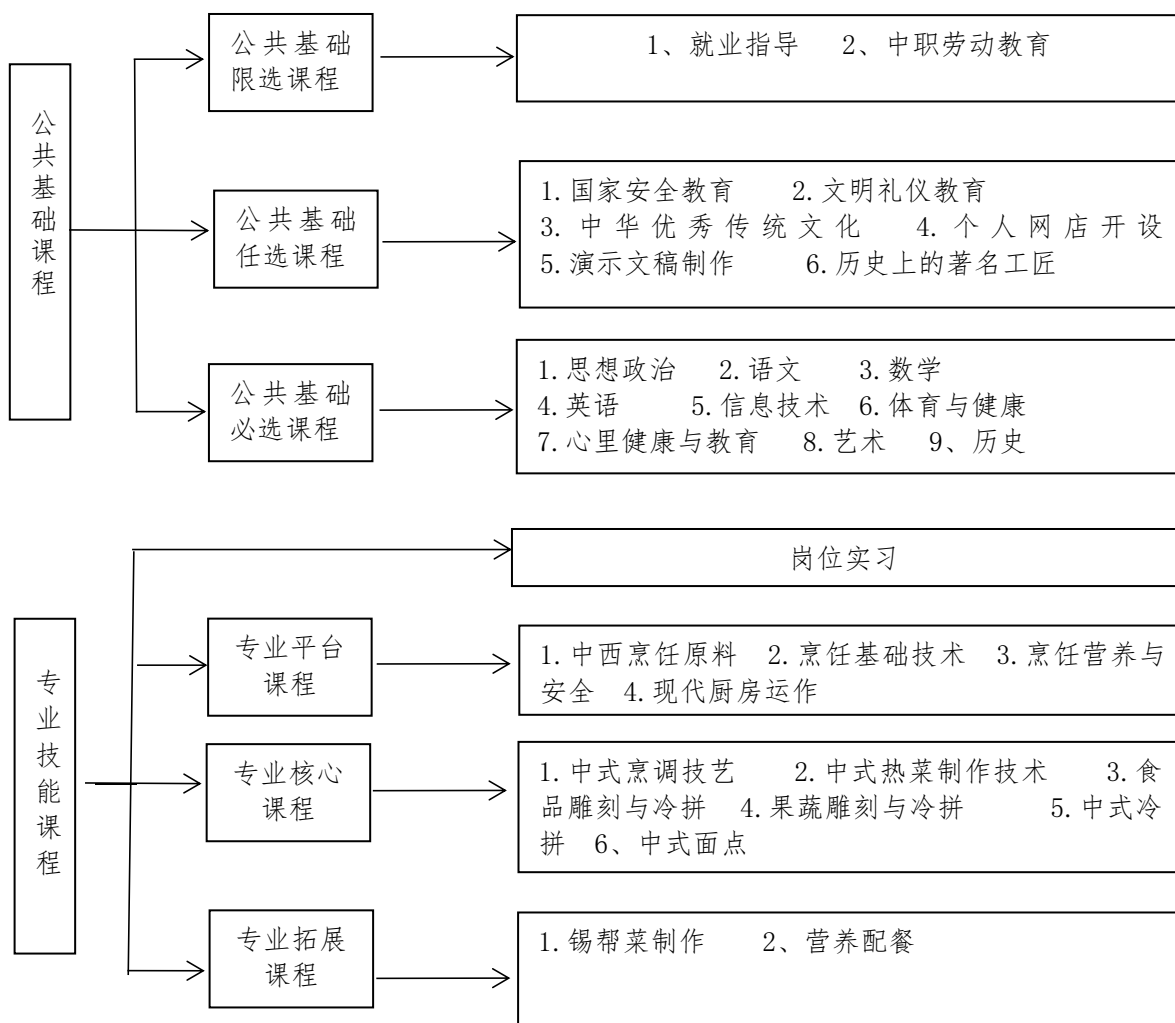 公共基础课程
公共基础
限选课程
1、就业指导 2、中职劳动教育
公共基础
任选课程
1.国家安全教育 2.文明礼仪教育
3.中华优秀传统文化 4.个人网店开设
5.演示文稿制作 6.历史上的著名工匠
公共基础
必选课程
1.思想政治 2.语文 3.数学
4.英语 5.信息技术 6.体育与健康
7.心里健康与教育 8.艺术 9、历史
专业技能课程
岗位实习
专业平台
课程
1.中西烹饪原料 2.烹饪基础技术 3.烹饪营养与
安全 4.现代厨房运作
专业核心
课程
1.中式烹调技艺 2.中式热菜制作技术 3.食
品雕刻与冷拼 4.果蔬雕刻与冷拼 5.中式冷
拼 6、中式面点
专业拓展
课程
1.锡帮菜制作 2、营养配餐